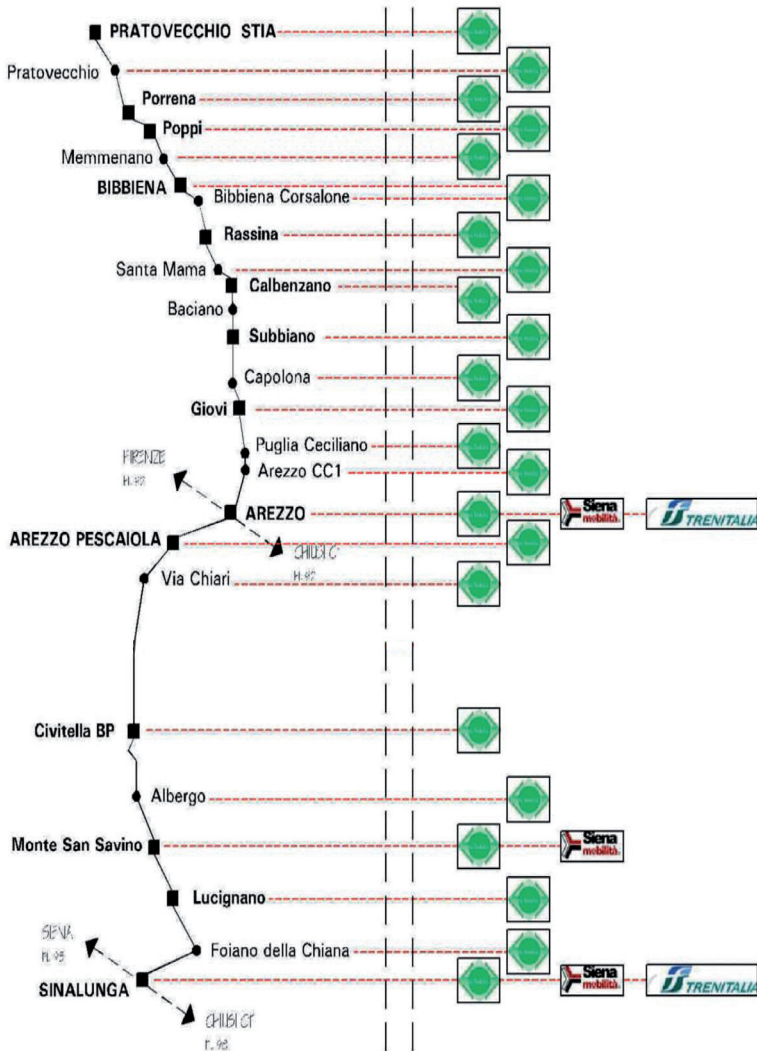 PRATOVECCHIO STIA
Pratovecchio
Porrena
Poppi
Memmenano
BIBBIENA
Bibbiena Corsalone
Rassina
Santa Mama
Calbenzano
Baciano
Subbiano
Capolona
Giovi
Puglia Ceciliano
FIRENZE
Arezzo CC1
AREZZO
Siena mobilità
TRENITALIA
AREZZO PESCAIOLA
Via Chiari
Civitella BP
Albergo
Monte San Savino
Siena mobilità
Lucignano
SIENA
Foiano della Chiana
SINALUNGA
Siena mobilità
TRENITALIA
CHIUSI CT